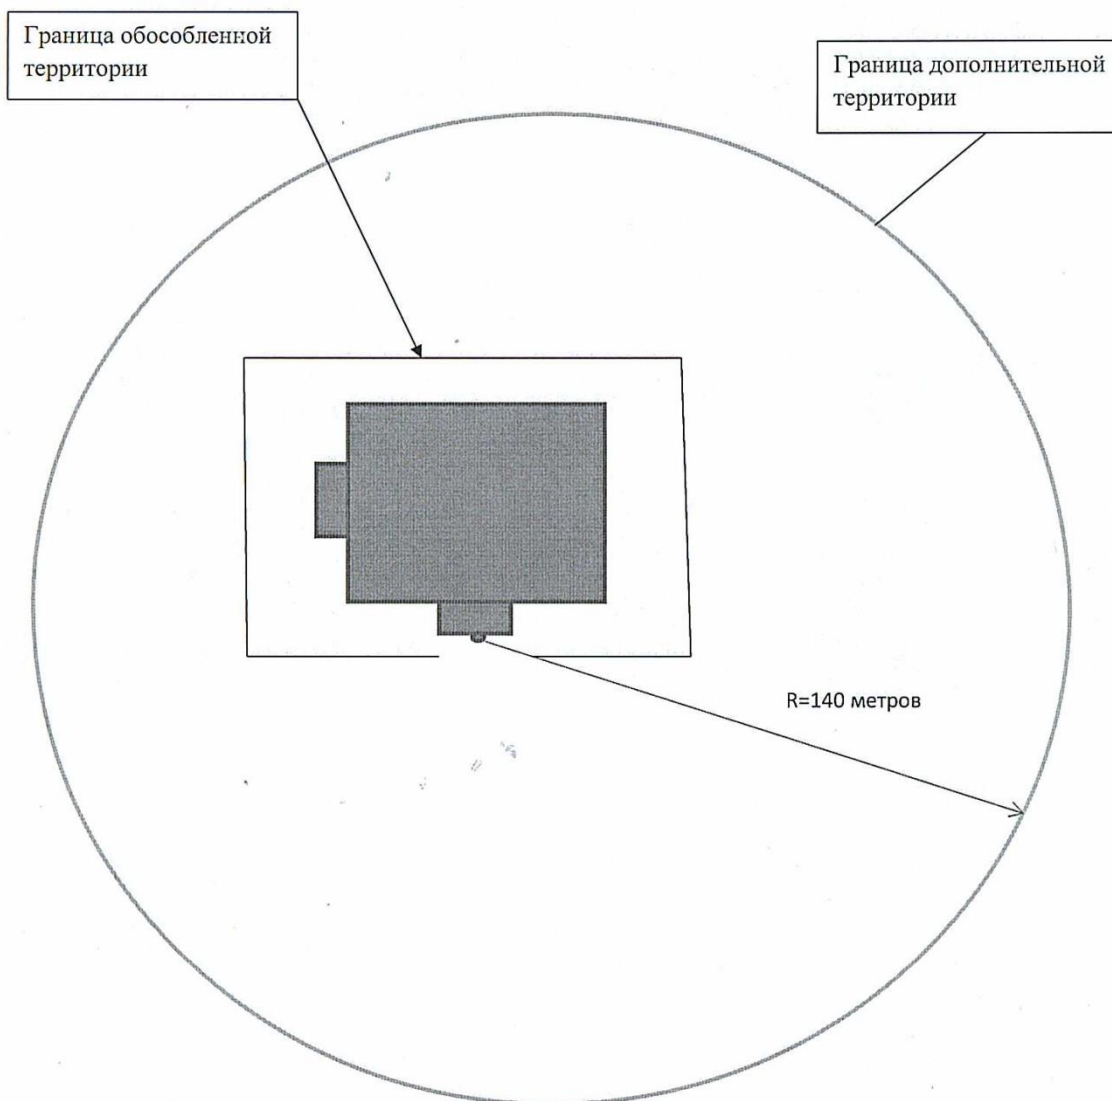 Граница обособленной
территории
Граница дополнительной
территории
R=140 метров